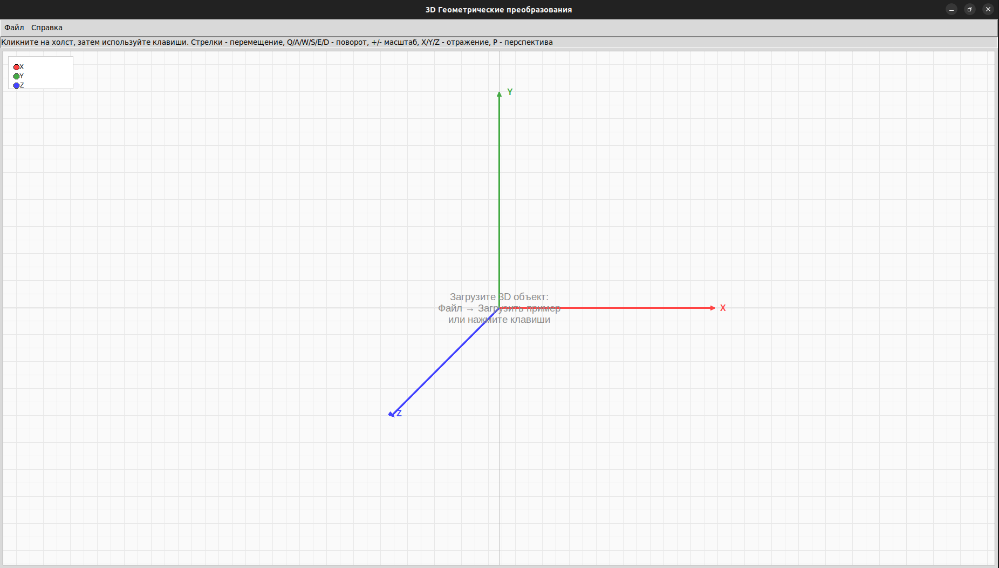 3D Геометрические преобразования
Файл Справка
Кликните на холст, затем используйте клавиши. Стрелки - перемещение, Q/A/W/S/E/D - поворот, +/- масштаб, X/Y/Z - отражение, P - перспектива
X
Y
Z
Y
Загрузите 3D объект:
Файл → Загрузить пример
или нажмите клавиши
X
Z